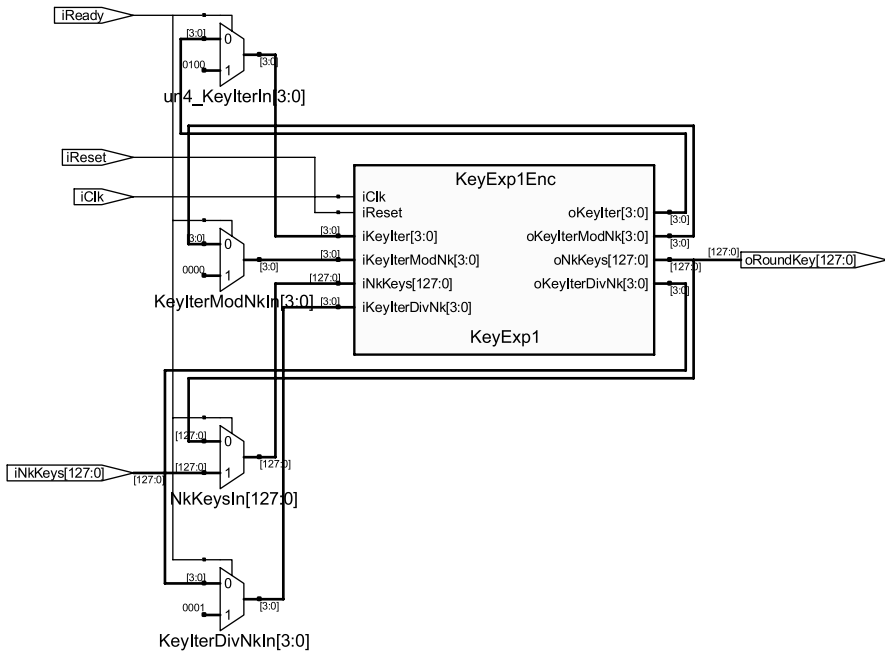 iReady
[3:0]
0
0100
1
[3:0]
un4_KeyIterIn[3:0]
iReset
iClk
KeyExp1Enc
iClk
iReset
oKeyIter[3:0]
[3:0]
iKeyIter[3:0]
[3:0]
oKeyIterModNk[3:0]
[3:0]
[3:0]
0
[3:0]
[3:0]
iKeyIterModNk[3:0]
oNkKeys[127:0]
[127:0]
[127:0]
oRoundKey[127:0]
0000
1
[127:0]
iNkKeys[127:0]
oKeyIterDivNk[3:0]
[3:0]
KeyIterModNkIn[3:0]
[3:0]
iKeyIterDivNk[3:0]
KeyExp1
[127:0]
0
[127:0]
iNkKeys[127:0]
[127:0]
[127:0]
1
NkKeysIn[127:0]
[3:0]
0
[3:0]
0001
1
KeyIterDivNkIn[3:0]